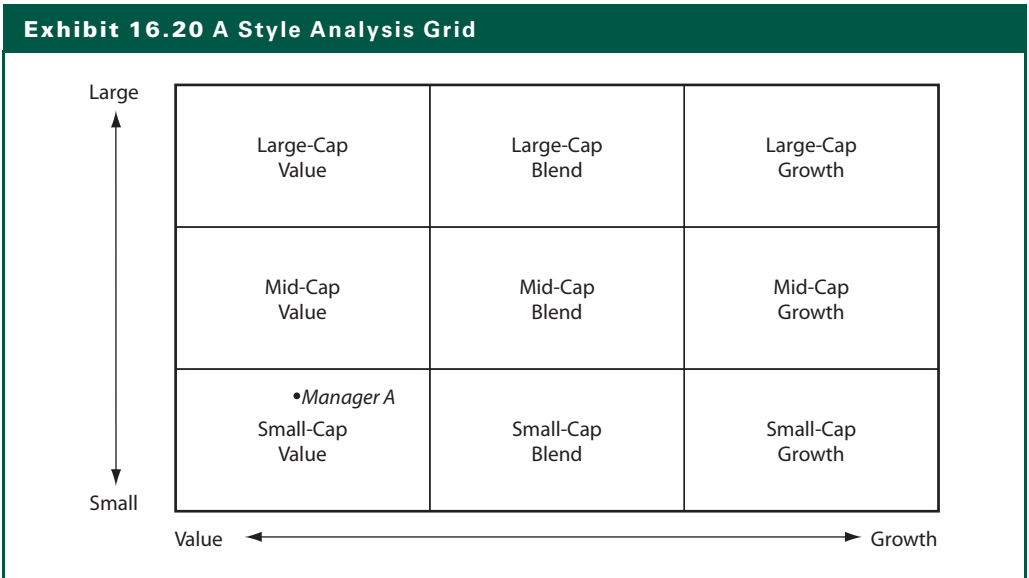 Exhibit 16.20 A Style Analysis Grid
Large
Large-Cap
Value
Large-Cap
Blend
Large-Cap
Growth
Mid-Cap
Value
Mid-Cap
Blend
Mid-Cap
Growth
•Manager A
Small-Cap
Value
Small-Cap
Blend
Small-Cap
Growth
Small
Value
Growth